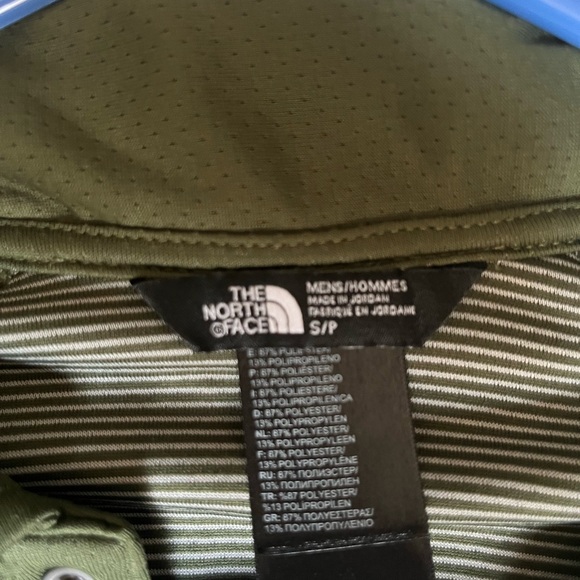 THE
NORTH
FACE
MENS/HOMMES
MADE IN JORDAN
FABRIQUÉ EN JORDANIE
S/P
E: 87% POLIÉSTER/
13% POLIPROPILENO
P: 87% POLIÉSTER/
13% POLIPROPILENO
I: 87% POLIESTERE/
13% POLIPROPILENICA
D: 87% POLYESTER/
13% POLYPROPYLEN
NL: 87% POLYESTER/
13% POLYPROPYLEEN
F: 87% POLYESTER/
13% POLYPROPYLÈNE
RU: 87% ПОЛИЭСТЕР/
13% ПОЛИПРОПИЛЕН
TR: %87 POLYESTER/
%13 POLIPROPILEN
GR: 87% ΠΟΛΥΕΣΤΕΡΑΣ/
13% ΠΟΛΥΠΡΟΠΥΛΕΝΙΟ